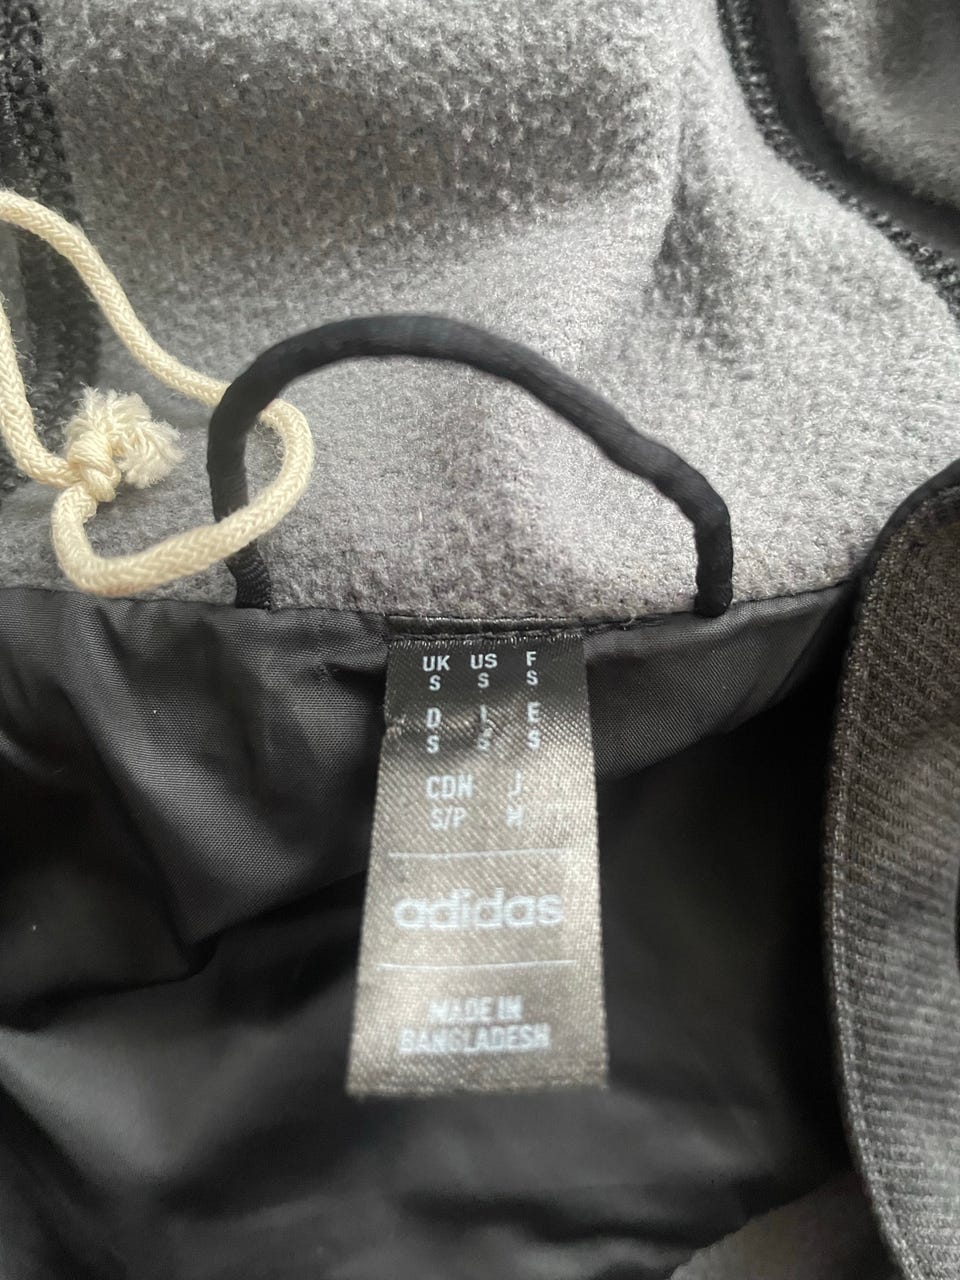 UK US F
S S S
D I E
S S S
CDN J
S/P M
adidas
MADE IN
BANGLADESH